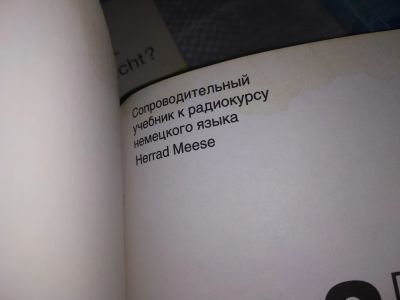 cht?
Сопроводительный
учебник к радиокурсу
немецкого языка
Herrad Meese